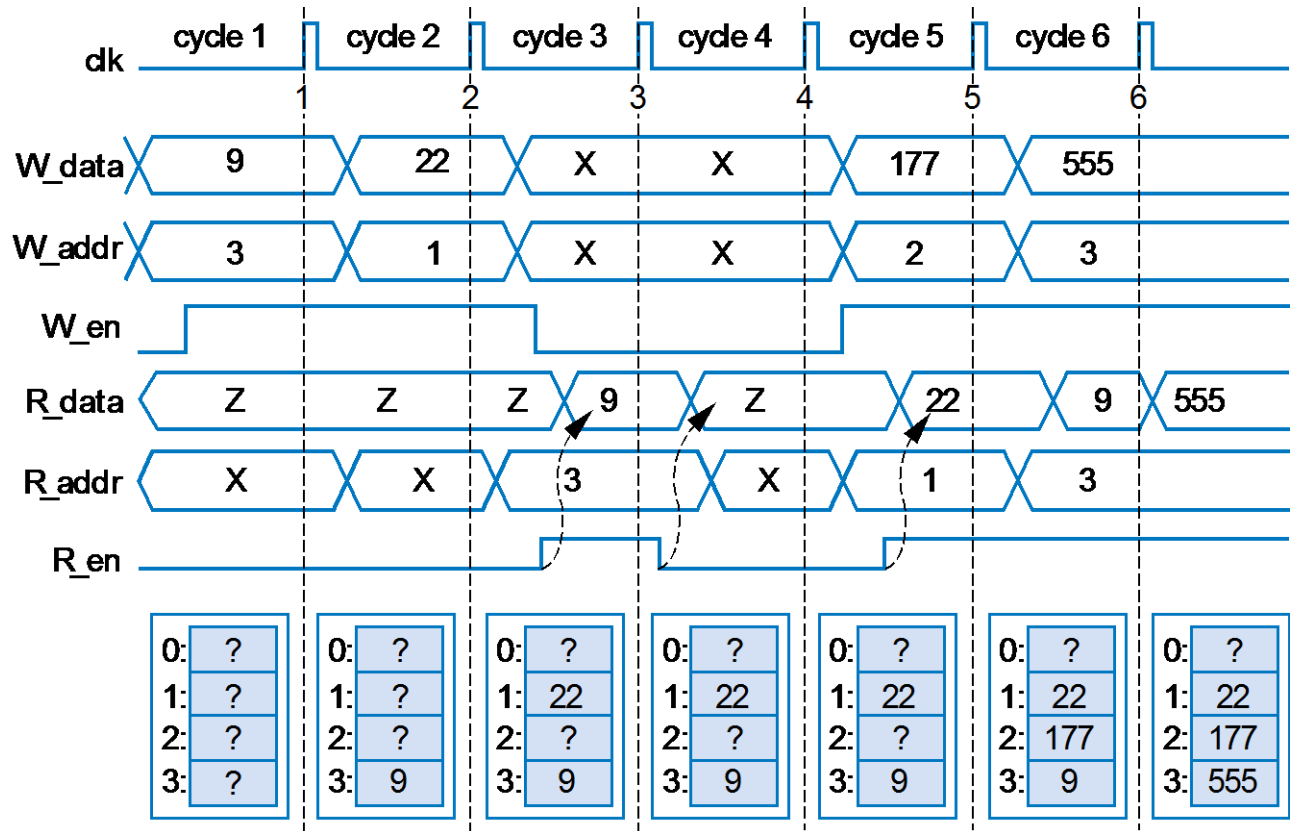 clk cycle 1 cycle 2 cycle 3 cycle 4 cycle 5 cycle 6
1 2 3 4 5 6
W_data 9 22 X X 177 555
W_addr 3 1 X X 2 3
W_en
R_data Z Z Z 9 Z 22 9 555
R_addr X X 3 X 1 3
R_en
0: ? 0: ? 0: ? 0: ? 0: ? 0: ? 0: ?
1: ? 1: ? 1: 22 1: 22 1: 22 1: 22 1: 22
2: ? 2: ? 2: ? 2: ? 2: ? 2: 177 2: 177
3: ? 3: 9 3: 9 3: 9 3: 9 3: 9 3: 555